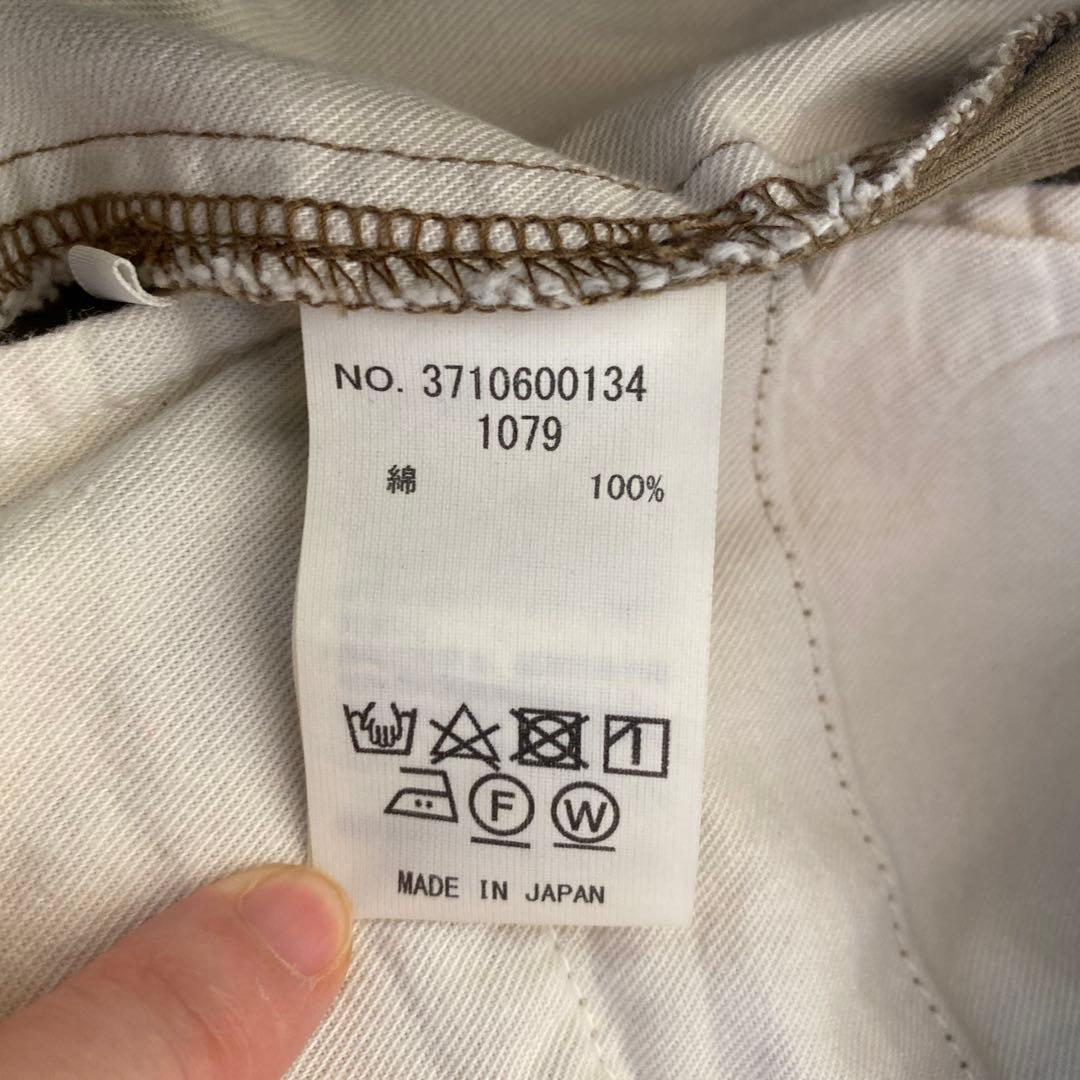 NO. 3710600134
1079
綿 100%
F W
MADE IN JAPAN